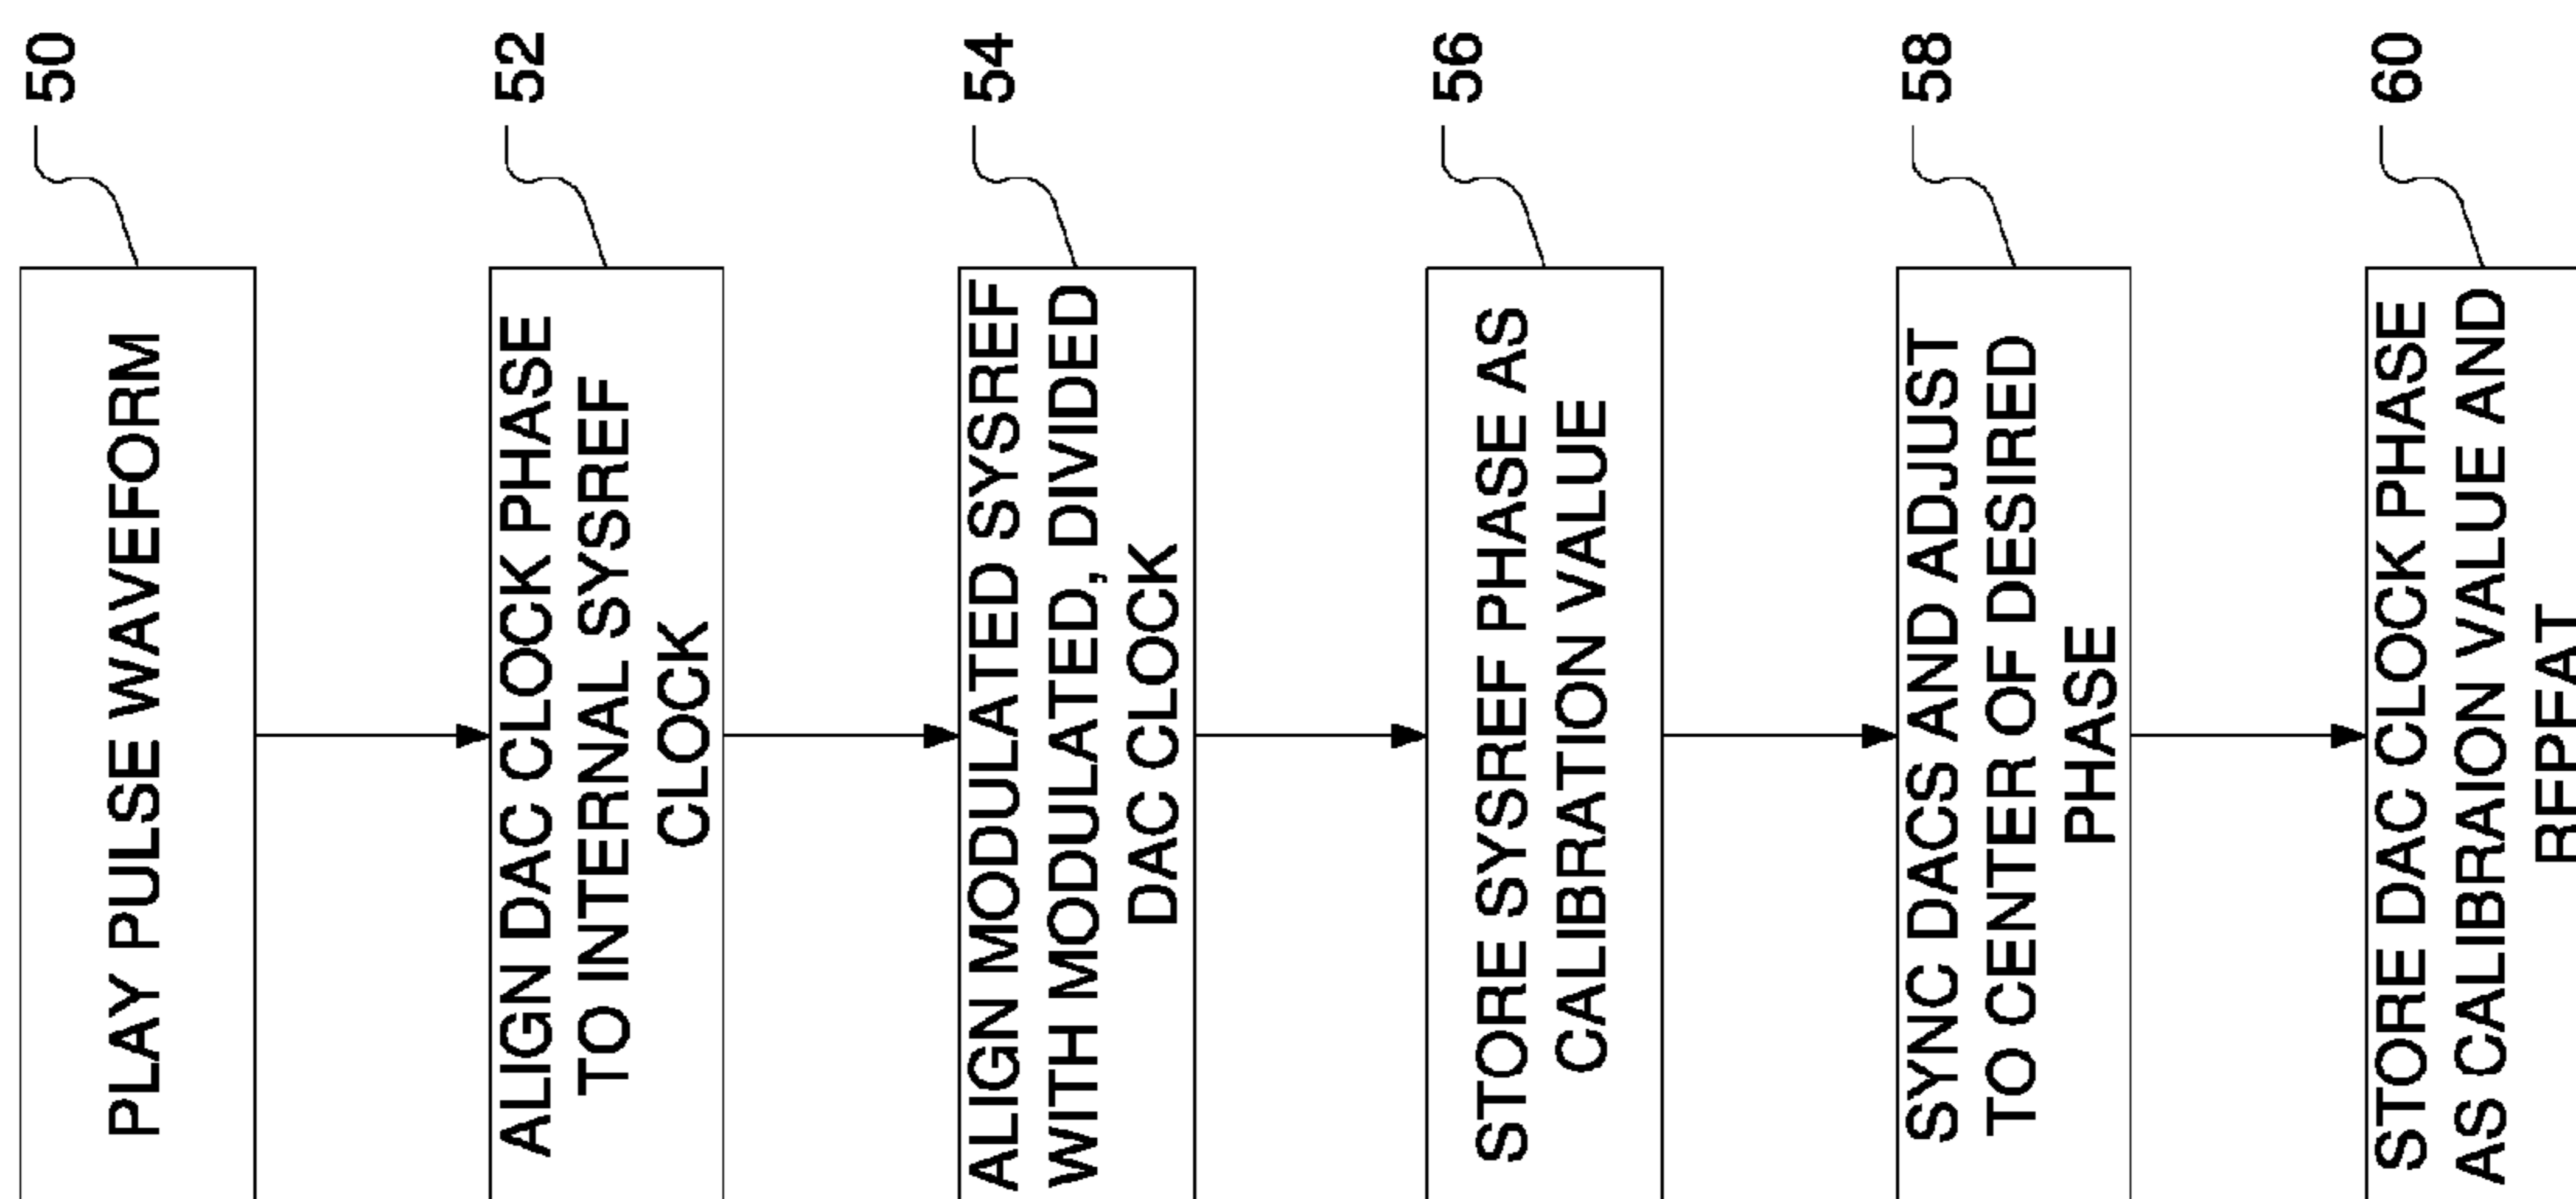 50
PLAY PULSE WAVEFORM
52
ALIGN DAC CLOCK PHASE
TO INTERNAL SYSREF
CLOCK
54
ALIGN MODULATED SYSREF
WITH MODULATED, DIVIDED
DAC CLOCK
56
STORE SYSREF PHASE AS
CALIBRATION VALUE
58
SYNC DACS AND ADJUST
TO CENTER OF DESIRED
PHASE
60
STORE DAC CLOCK PHASE
AS CALIBRAION VALUE AND
REPEAT